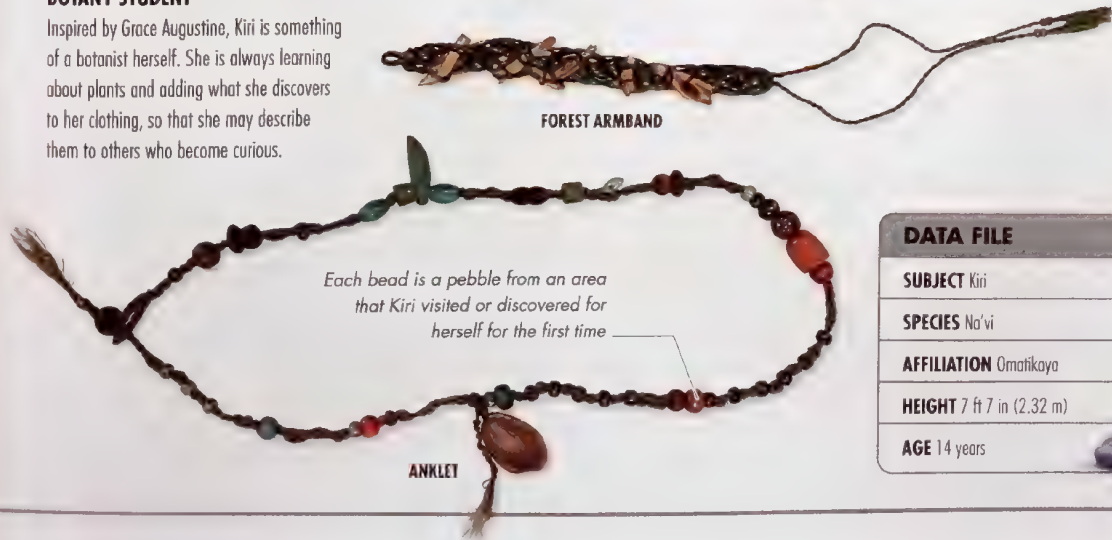 BOTANY STUDENT
Inspired by Grace Augustine, Kiri is something
of a botanist herself. She is always learning
about plants and adding what she discovers
to her clothing, so that she may describe
them to others who become curious.
FOREST ARMBAND
Each bead is a pebble from an area
that Kiri visited or discovered for
herself for the first time
ANKLET
DATA FILE
SUBJECT Kiri
SPECIES Na'vi
AFFILIATION Omatikaya
HEIGHT 7 ft 7 in (2.32 m)
AGE 14 years